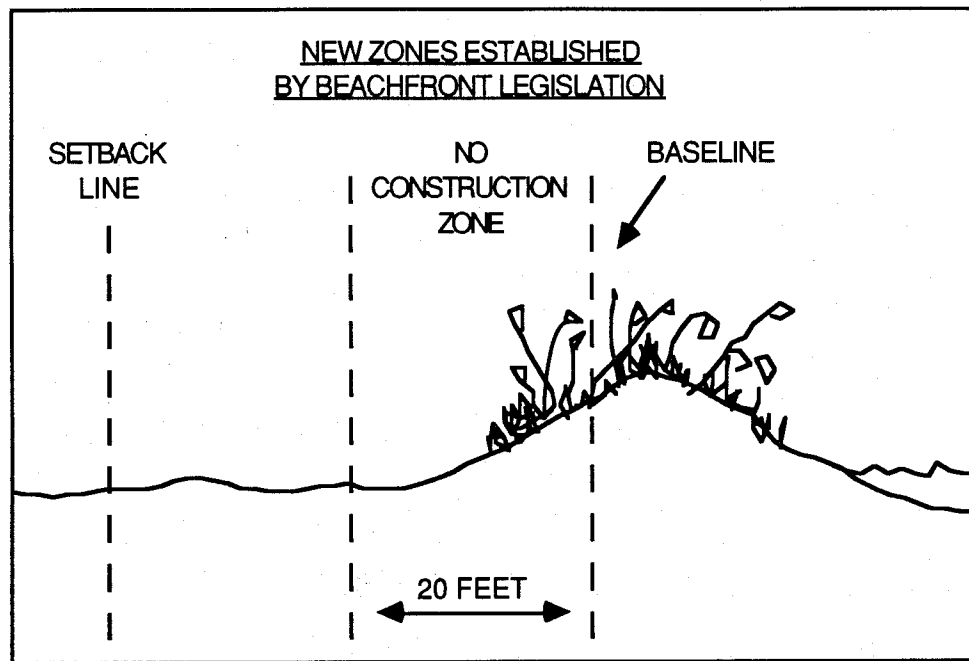 NEW ZONES ESTABLISHED
BY BEACHFRONT LEGISLATION
SETBACK
LINE
NO
CONSTRUCTION
ZONE
BASELINE
20 FEET